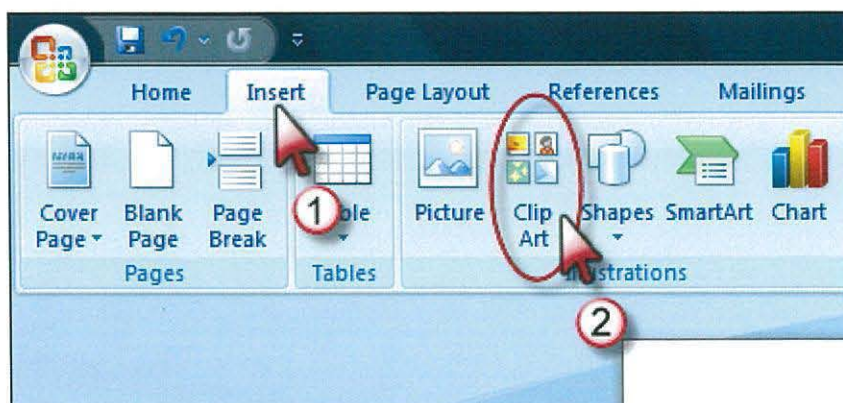 Home Insert Page Layout References Mailings
Cover Page Blank Page Page Break
Picture Clip Art Shapes SmartArt Chart
Pages Tables
1
2